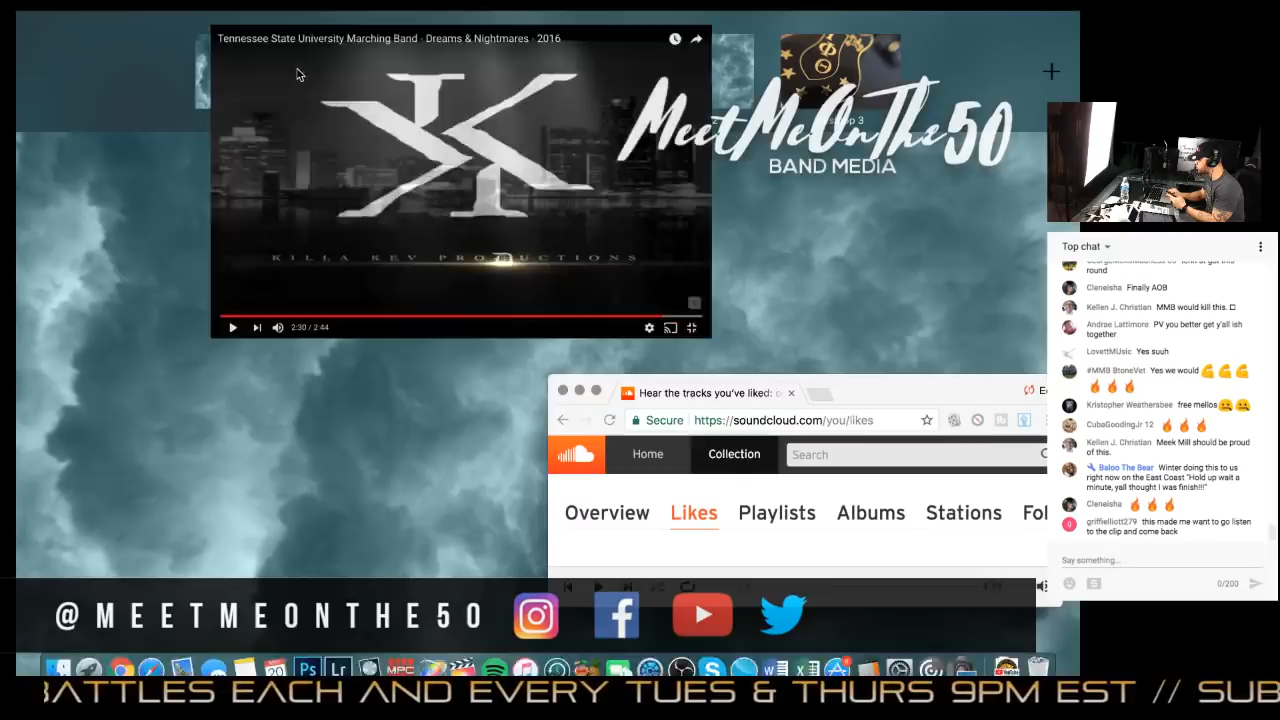 Tennessee State University Marching Band - Dreams & Nightmares - 2016
MeetMeOnThe50
BAND MEDIA
KILLA KEV PRODUCTIONS
2:30 / 2:44
Top chat
round
Cleneisha Finally AOB
Kellen J. Christian MMB would kill this.
Andrae Lattimore PV you better get y'all ish
together
LovettMUsic Yes suuh
#MMB BtoneVet Yes we would
Kristopher Weathersbee free mellos
CubaGoodingJr 12
Kellen J. Christian Meek Mill should be proud
of this.
Baloo The Bear Winter doing this to us
right now on the East Coast "Hold up wait a
minute, yall thought I was finish!!!"
Cleneisha
griffielliott279 this made me want to go listen
to the clip and come back
Say something...
0/200
Hear the tracks you've liked:
Secure https://soundcloud.com/you/likes
Home Collection Search
Overview Likes Playlists Albums Stations Fol
@MEETMEONTHE50
Ps Lr MPC
BATTLES EACH AND EVERY TUES & THURS 9PM EST // SUB